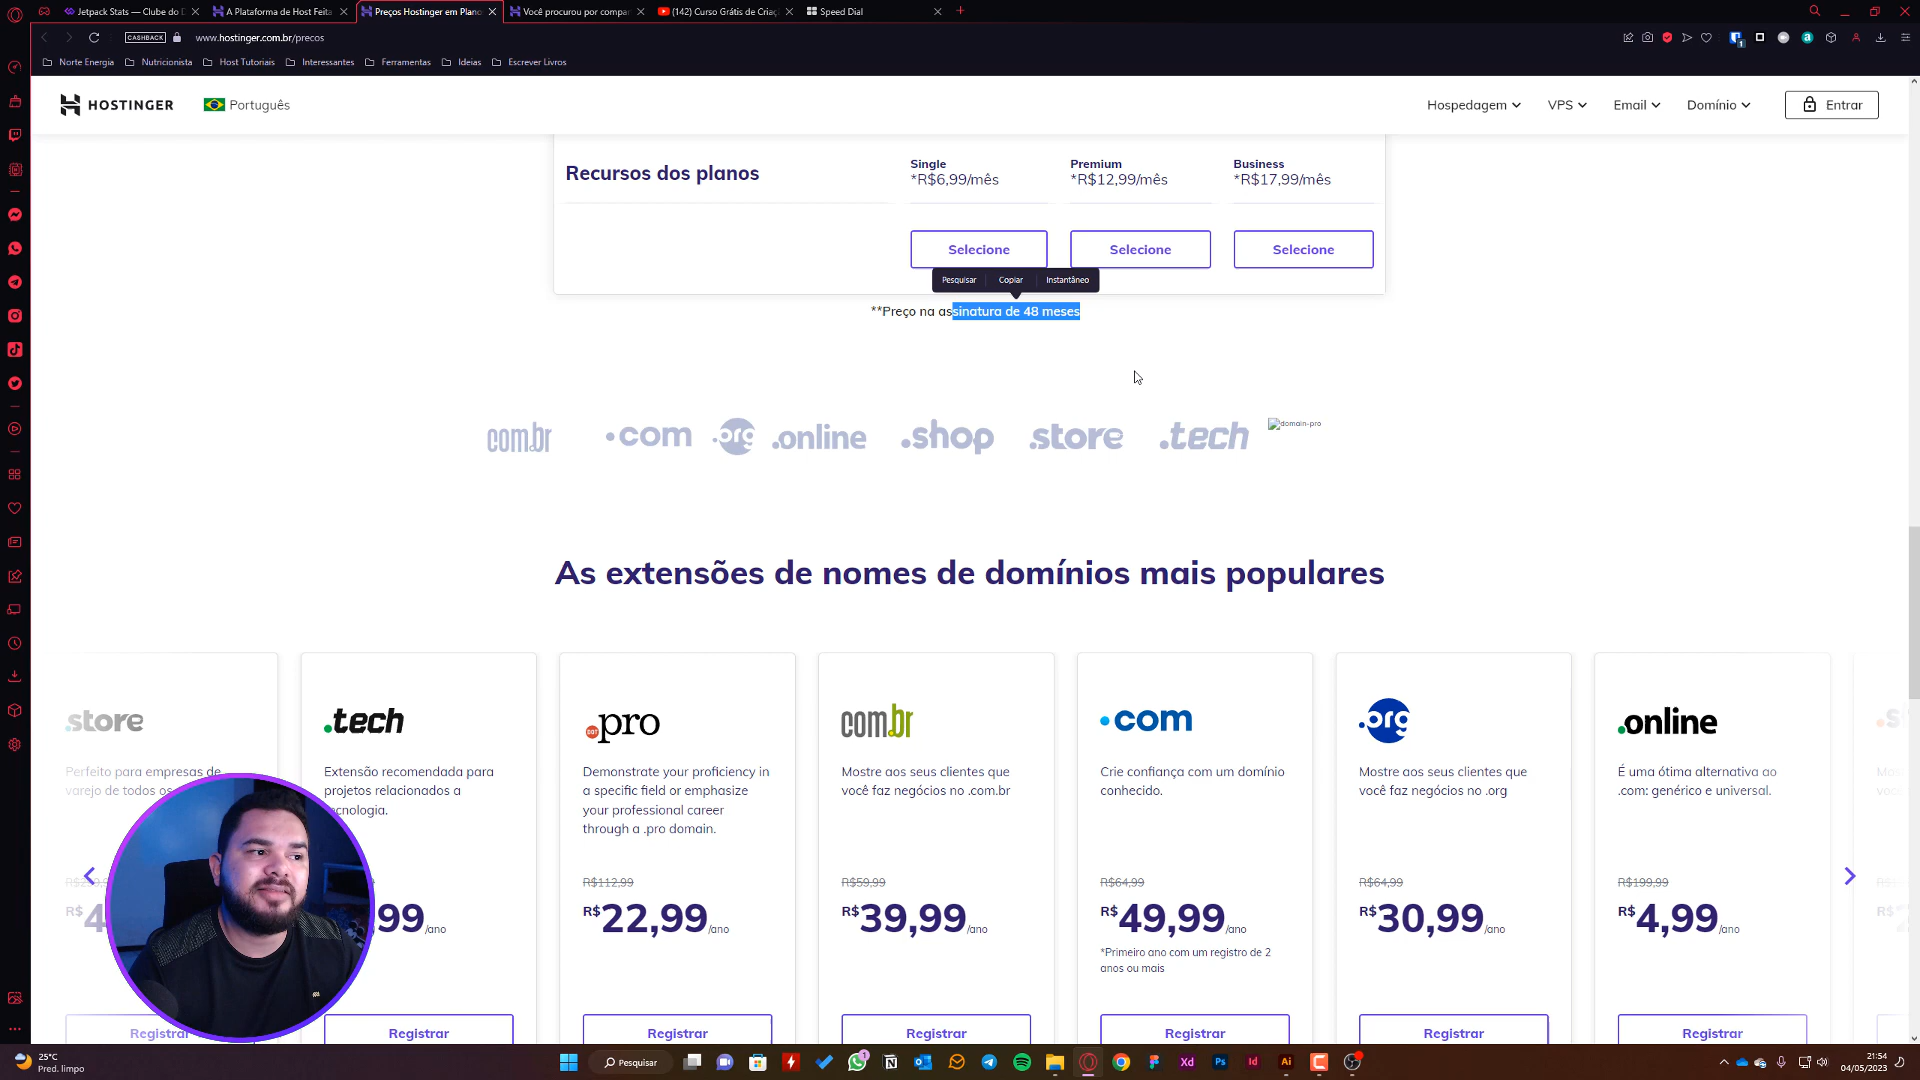 Jetpack Stats — Clube do
A Plataforma de Host Feita
Preços Hostinger em Plano
Você procurou por compar
(142) Curso Grátis de Criaç
Speed Dial
CASHBACK
www.hostinger.com.br/precos
Norte Energia
Nutricionista
Host Tutoriais
Interessantes
Ferramentas
Ideias
Escrever Livros
HOSTINGER
Português
Hospedagem
VPS
Email
Domínio
Entrar
Recursos dos planos
Single
*R$6,99/mês
Premium
*R$12,99/mês
Business
*R$17,99/mês
Selecione
Selecione
Selecione
Pesquisar
Copiar
Instantâneo
**Preço na assinatura de 48 meses
com.br
.com
.org
.online
.shop
.store
.tech
domain-pro
As extensões de nomes de domínios mais populares
.store
Perfeito para empresas de
varejo de todos os
R$
Registrar
.tech
Extensão recomendada para
projetos relacionados a
ecnologia.
99/ano
Registrar
DOT
.pro
Demonstrate your proficiency in
a specific field or emphasize
your professional career
through a .pro domain.
R$112,99
R$22,99/ano
Registrar
com.br
Mostre aos seus clientes que
você faz negócios no .com.br
R$59,99
R$39,99/ano
Registrar
.com
Crie confiança com um domínio
conhecido.
R$64,99
R$49,99/ano
*Primeiro ano com um registro de 2
anos ou mais
Registrar
.org
Mostre aos seus clientes que
você faz negócios no .org
R$64,99
R$30,99/ano
Registrar
.online
É uma ótima alternativa ao
.com: genérico e universal.
R$199,99
R$4,99/ano
Registrar
25°C
Pred. limpo
Pesquisar
Xd
Ps
Id
Ai
21:54
04/05/2023